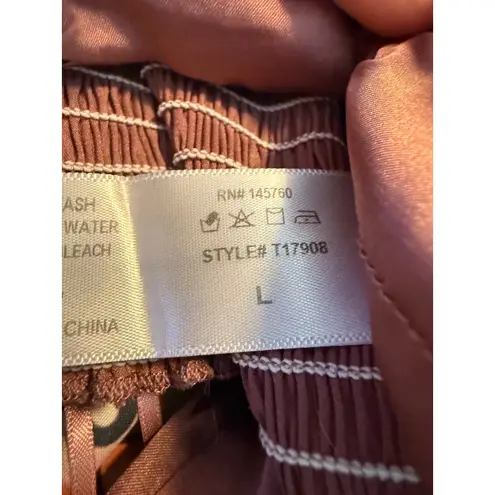 ASH
WATER
LEACH
CHINA
RN# 145760
STYLE# T17908
L